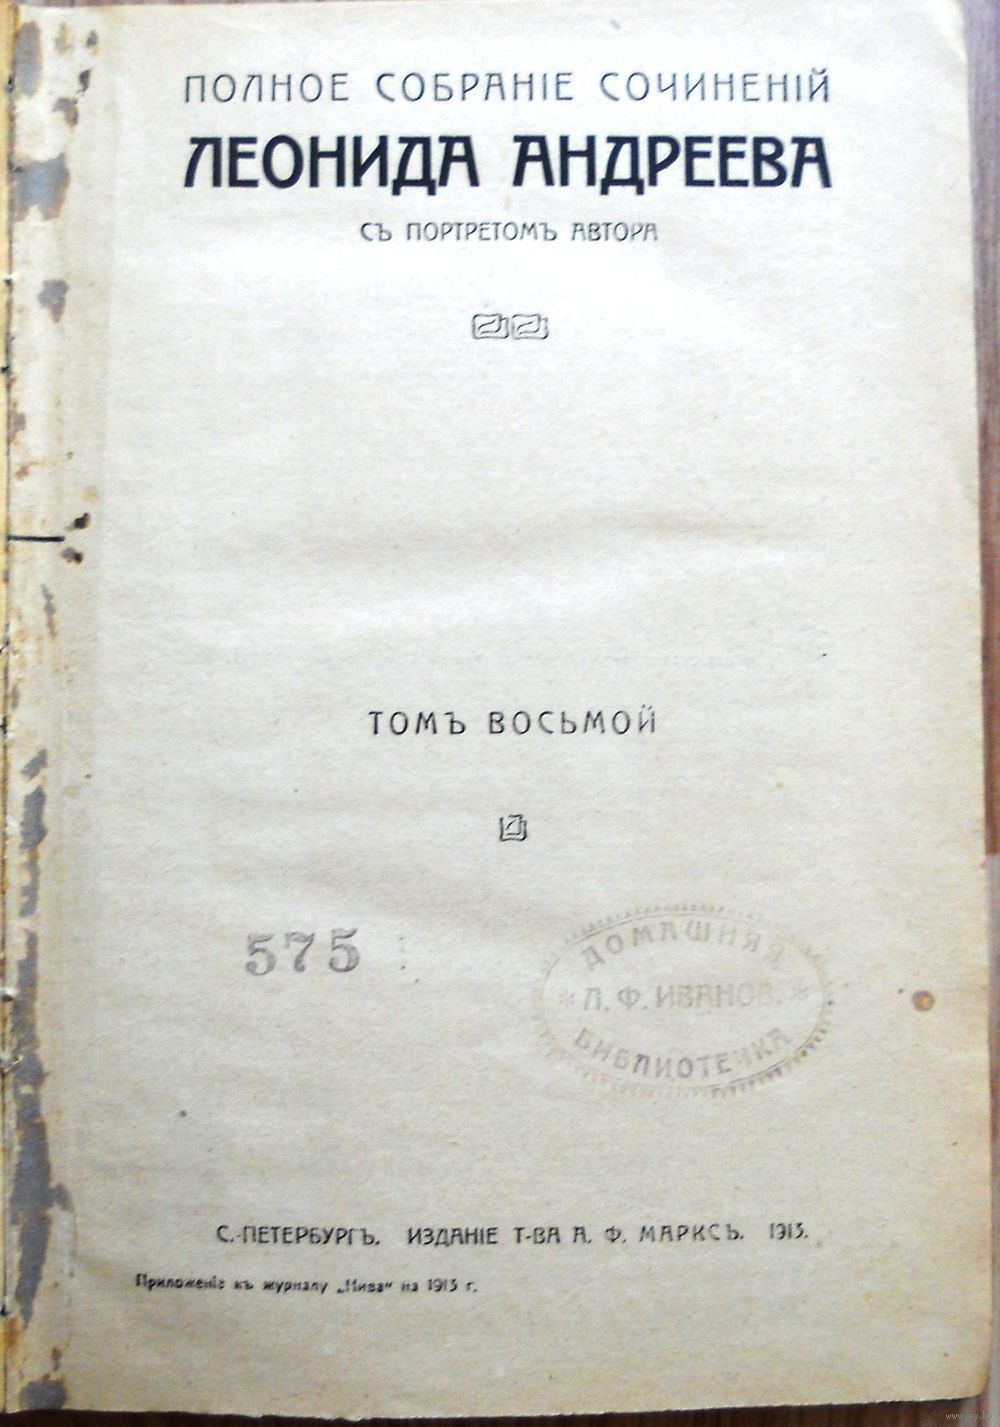 ПОЛНОЕ СОБРАНІЕ СОЧИНЕНІЙ
ЛЕОНИДА АНДРЕЕВА
СЪ ПОРТРЕТОМЪ АВТОРА
ТОМЪ ВОСЬМОЙ
575
ДОМАШНЯЯ
Л. Ф. ИВАНОВ.
БИБЛИОТЕЧКА
С.-ПЕТЕРБУРГЪ. ИЗДАНІЕ Т-ВА А. Ф. МАРКСЪ. 1913.
Приложеніе къ журналу „Нива“ на 1913 г.